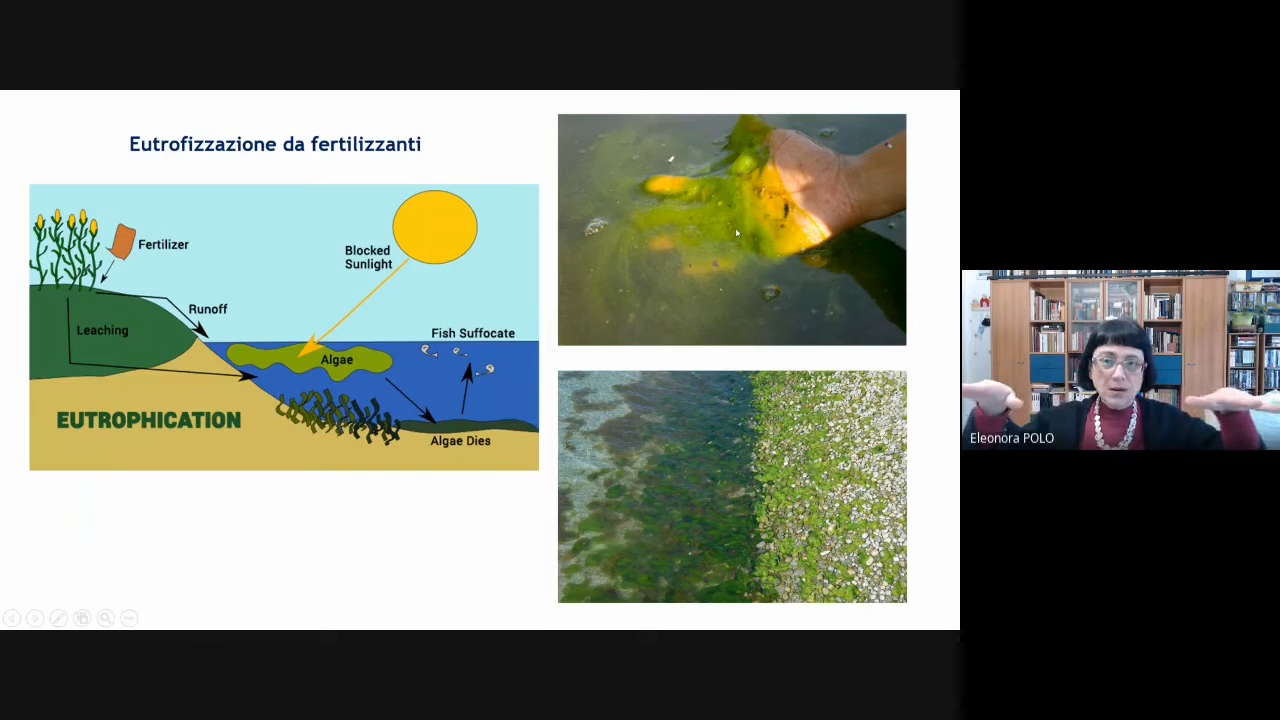 Eutrofizzazione da fertilizzanti
Fertilizer
Blocked
Sunlight
Runoff
Leaching
Fish Suffocate
Algae
EUTROPHICATION
Algae Dies
Eleonora POLO